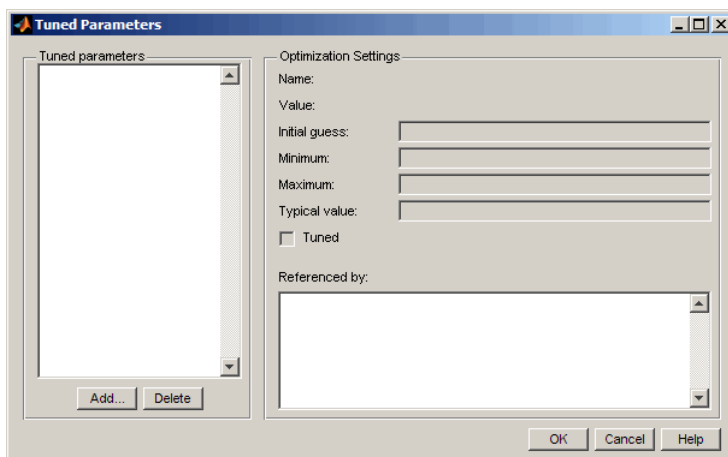 Tuned Parameters
Tuned parameters
Add...
Delete
Optimization Settings
Name:
Value:
Initial guess:
Minimum:
Maximum:
Typical value:
Tuned
Referenced by:
OK
Cancel
Help